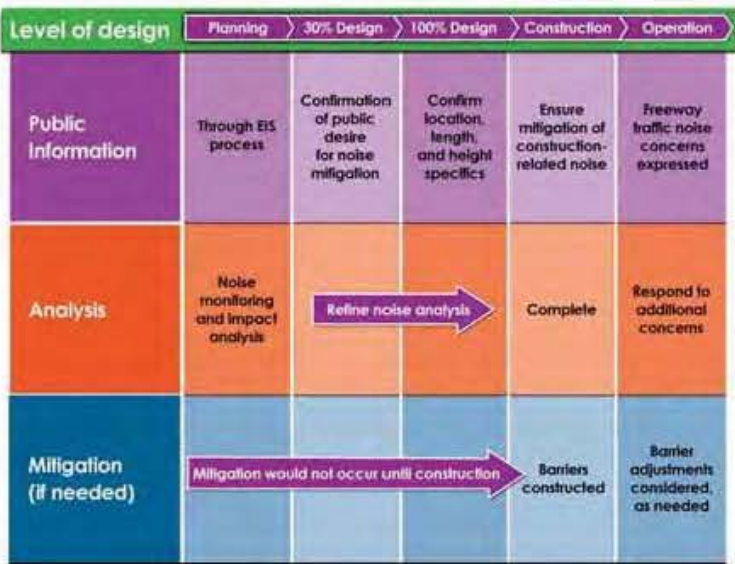 Level of design
Planning
30% Design
100% Design
Construction
Operation
Public
Information
Through EIS
process
Confirmation
of public
desire
for noise
mitigation
Confirm
location,
length,
and height
specifics
Ensure
mitigation of
construction-
related noise
Freeway
traffic noise
concerns
expressed
Analysis
Noise
monitoring
and impact
analysis
Refine noise analysis
Complete
Respond to
additional
concerns
Mitigation
(if needed)
Mitigation would not occur until construction
Barriers
constructed
Barrier
adjustments
considered,
as needed